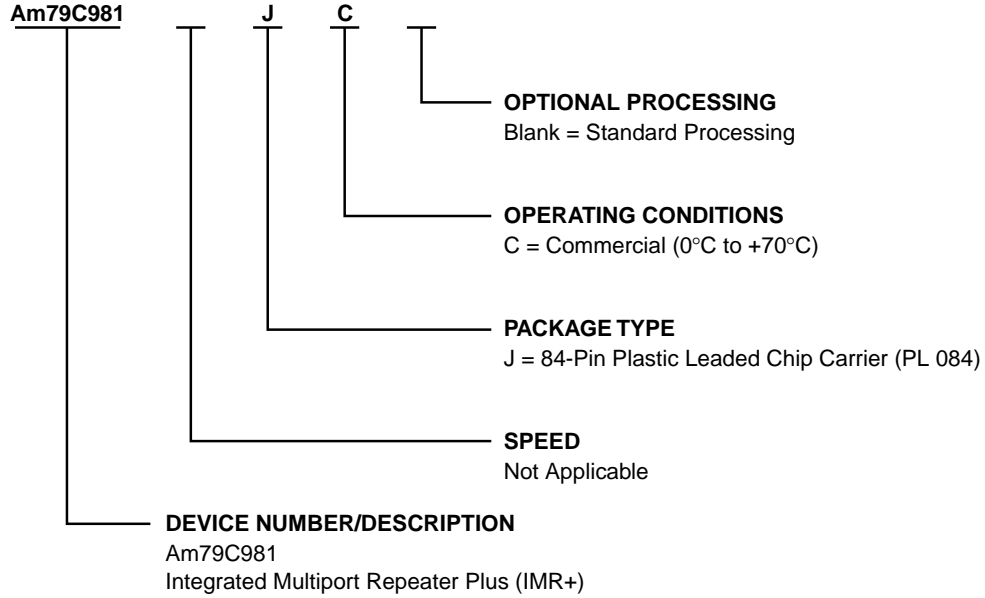 Am79C981 J C
OPTIONAL PROCESSING
Blank = Standard Processing
OPERATING CONDITIONS
C = Commercial (0°C to +70°C)
PACKAGE TYPE
J = 84-Pin Plastic Leaded Chip Carrier (PL 084)
SPEED
Not Applicable
DEVICE NUMBER/DESCRIPTION
Am79C981
Integrated Multiport Repeater Plus (IMR+)